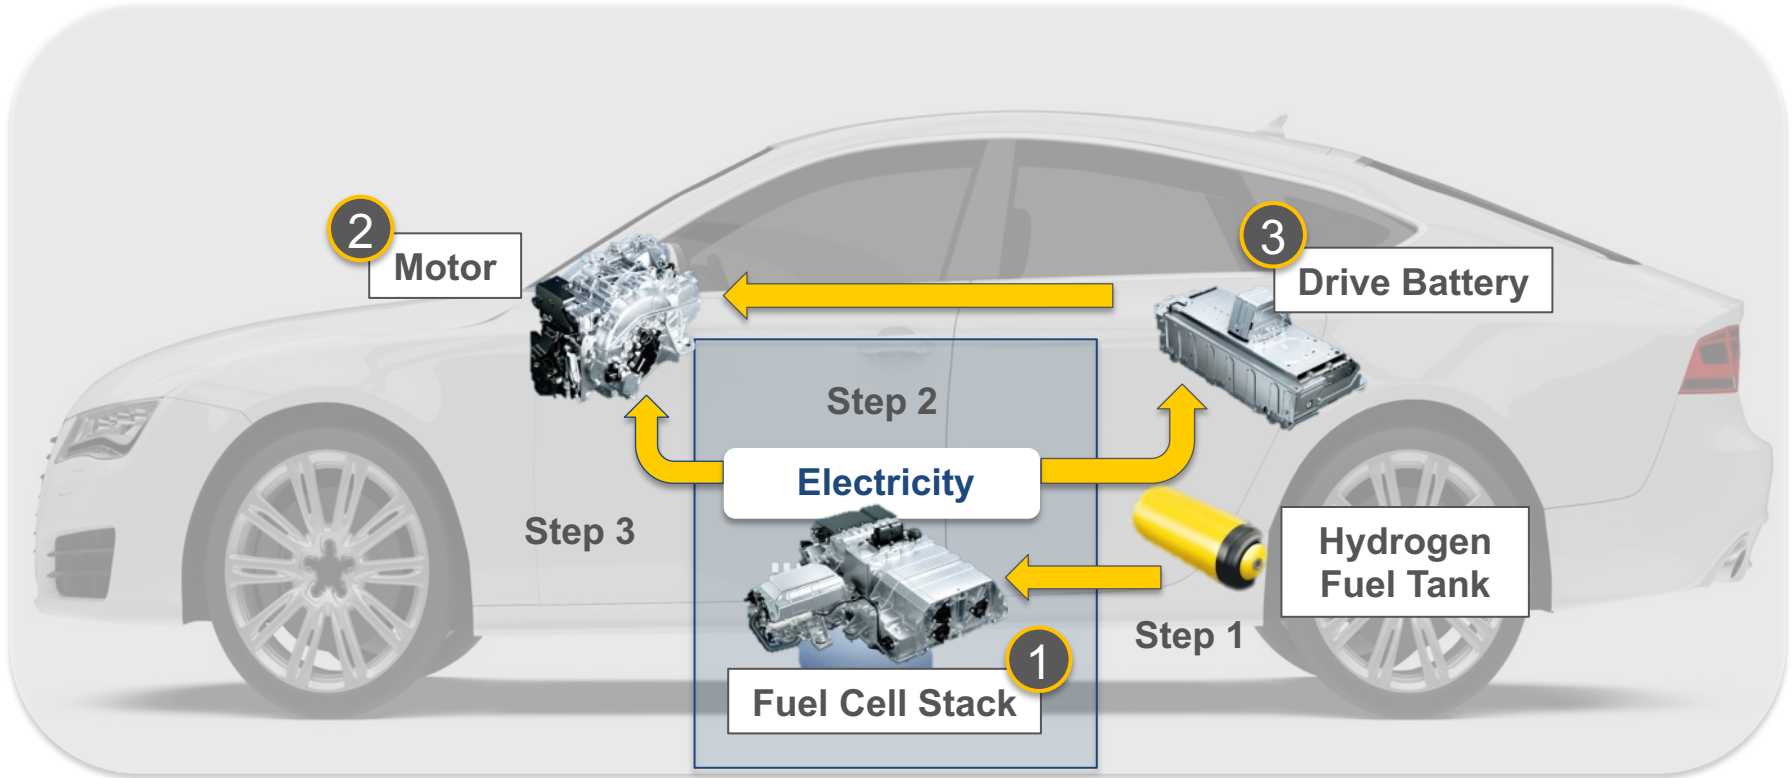 2
Motor
3
Drive Battery
Step 2
Electricity
Step 3
Hydrogen
Fuel Tank
Step 1
1
Fuel Cell Stack